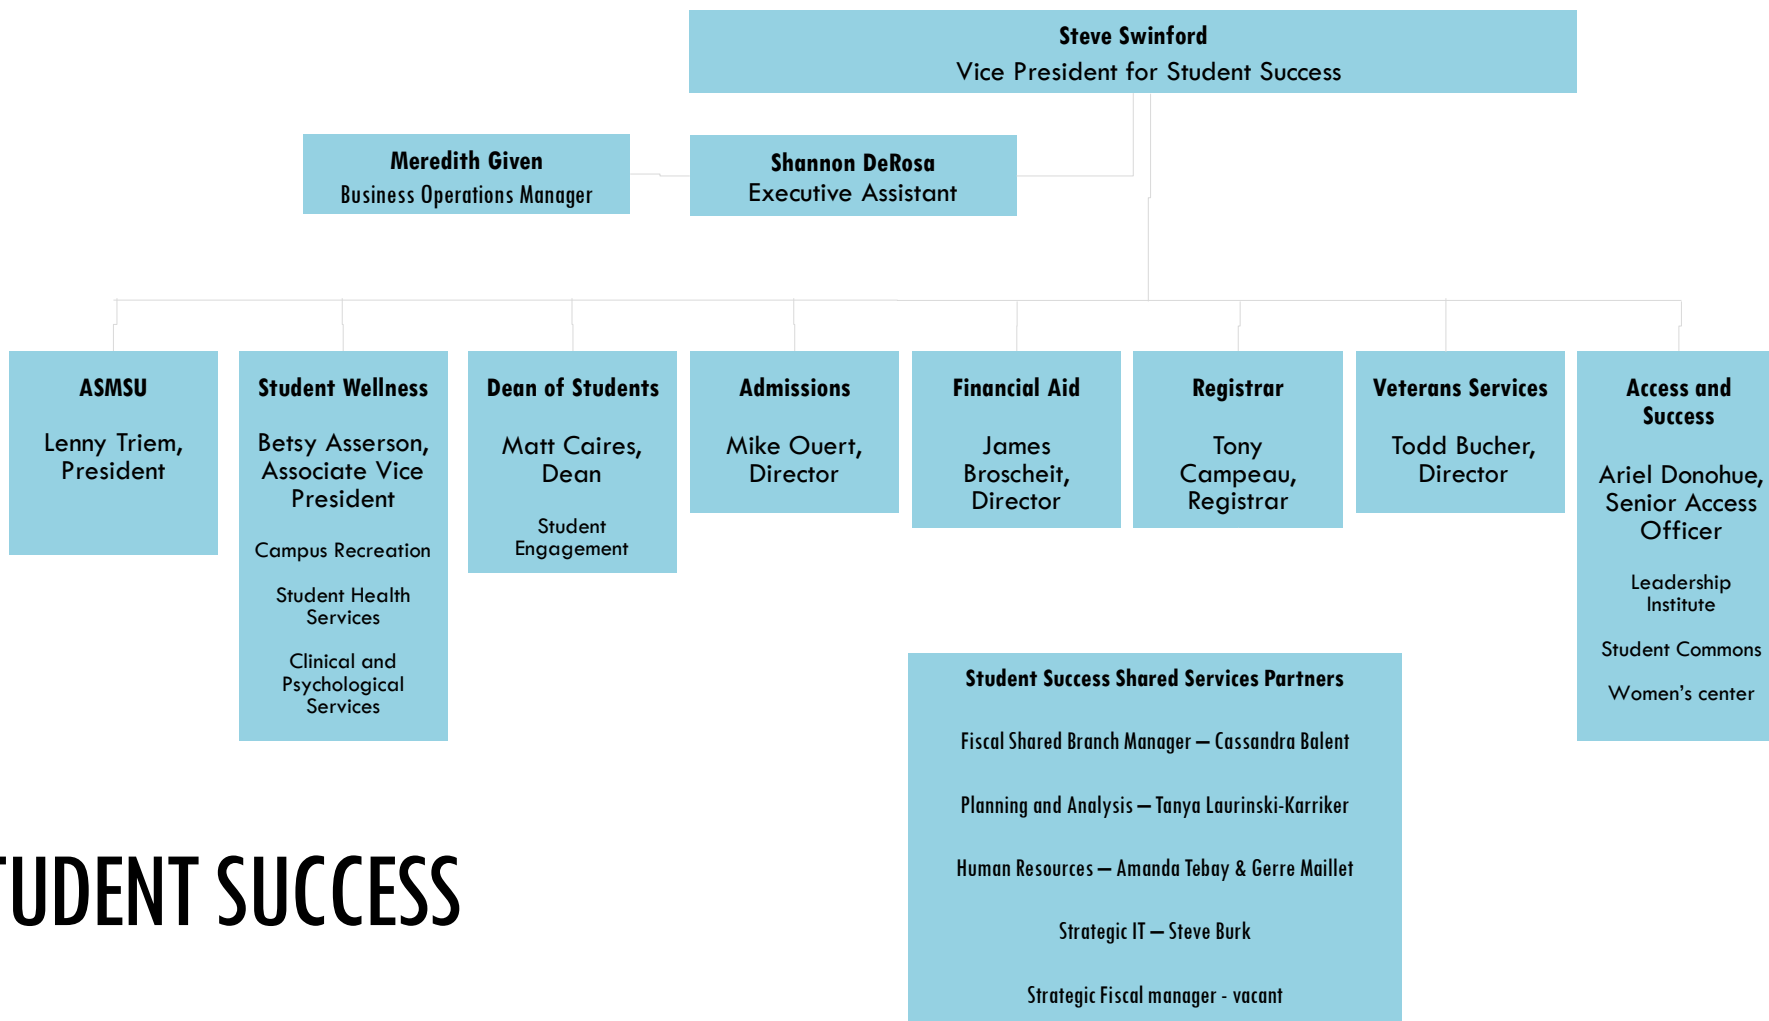 Steve Swinford
Vice President for Student Success
Meredith Given
Business Operations Manager
Shannon DeRosa
Executive Assistant
ASMSU
Lenny Triem,
President
Student Wellness
Betsy Asserson,
Associate Vice
President
Campus Recreation
Student Health
Services
Clinical and
Psychological
Services
Dean of Students
Matt Caires,
Dean
Student
Engagement
Admissions
Mike Ouert,
Director
Financial Aid
James
Broscheit,
Director
Registrar
Tony
Campeau,
Registrar
Veterans Services
Todd Bucher,
Director
Access and
Success
Ariel Donohue,
Senior Access
Officer
Leadership
Institute
Student Commons
Women’s center
Student Success Shared Services Partners
Fiscal Shared Branch Manager – Cassandra Balent
Planning and Analysis – Tanya Laurinski-Karriker
Human Resources – Amanda Tebay & Gerre Maillet
Strategic IT – Steve Burk
Strategic Fiscal manager - vacant
TUDENT SUCCESS